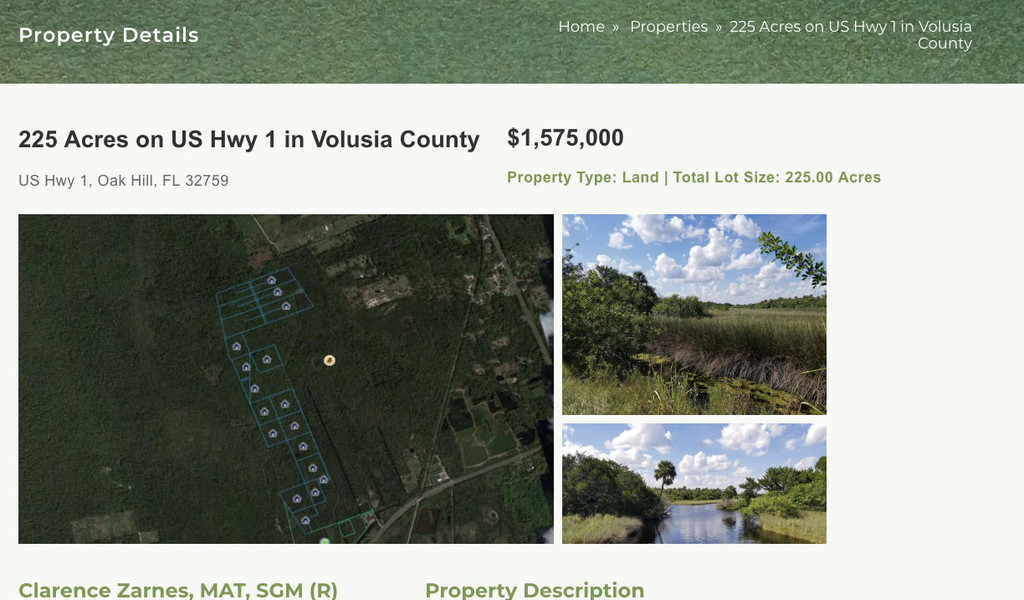 Property Details
Home » Properties » 225 Acres on US Hwy 1 in Volusia
County
225 Acres on US Hwy 1 in Volusia County
$1,575,000
US Hwy 1, Oak Hill, FL 32759
Property Type: Land | Total Lot Size: 225.00 Acres
Clarence Zarnes, MAT, SGM (R)
Property Description